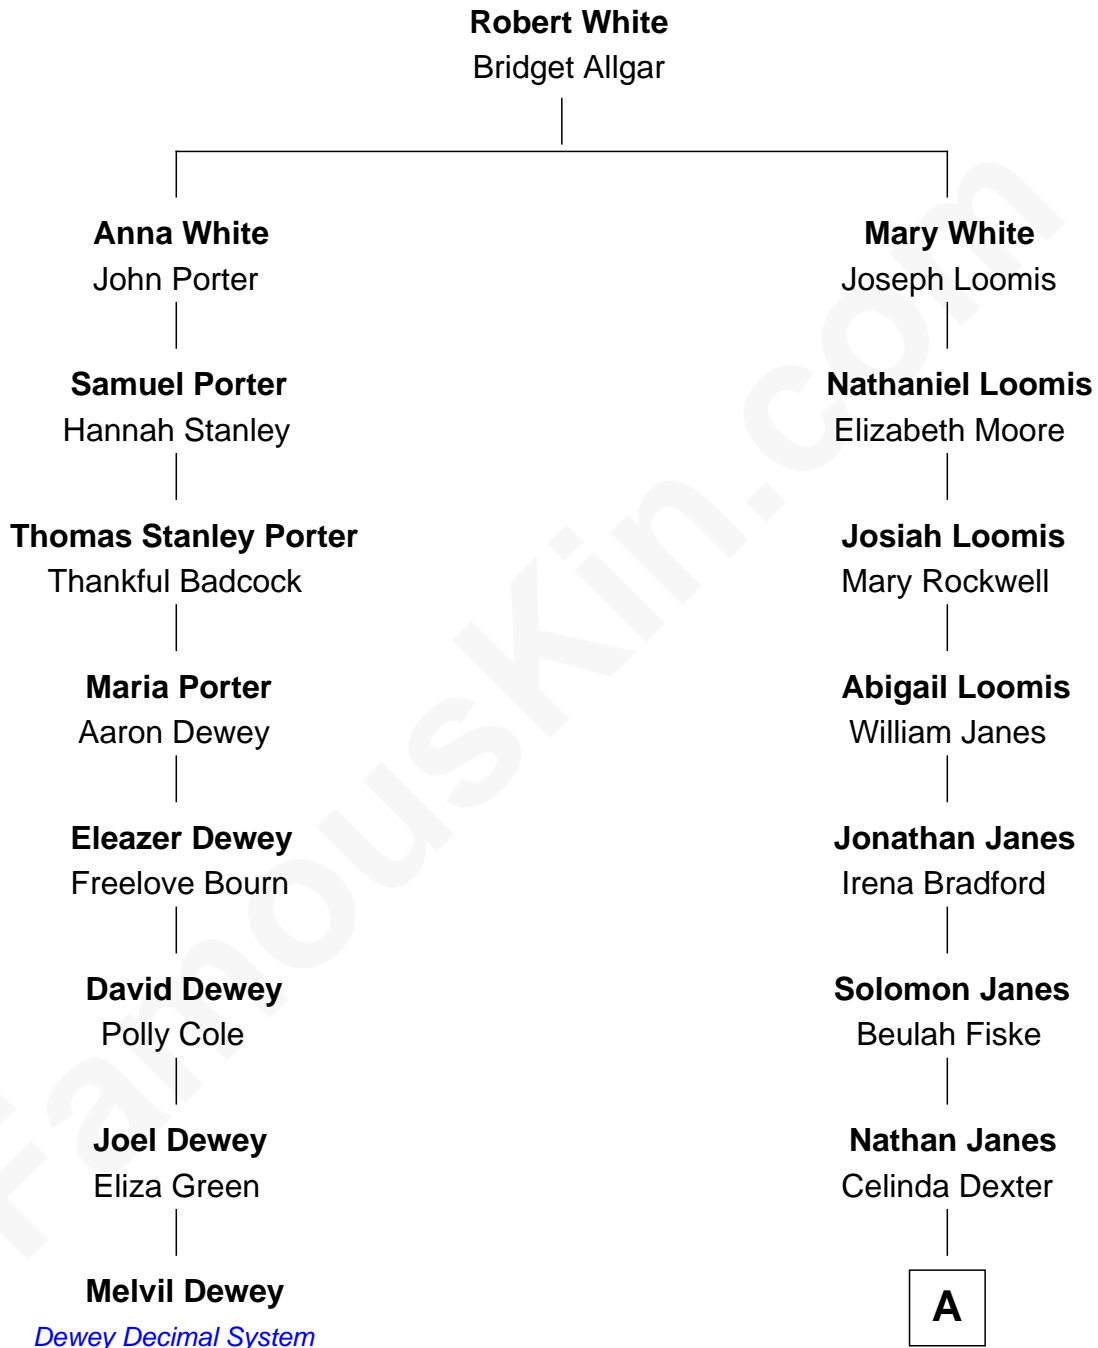 Robert White
Bridget Allgar
Anna White
John Porter
Mary White
Joseph Loomis
Samuel Porter
Hannah Stanley
Nathaniel Loomis
Elizabeth Moore
Thomas Stanley Porter
Thankful Badcock
Josiah Loomis
Mary Rockwell
Maria Porter
Aaron Dewey
Abigail Loomis
William Janes
Eleazer Dewey
Freelove Bourn
Jonathan Janes
Irena Bradford
David Dewey
Polly Cole
Solomon Janes
Beulah Fiske
Joel Dewey
Eliza Green
Nathan Janes
Celinda Dexter
Melvil Dewey
Dewey Decimal System
A
FamousKin.com